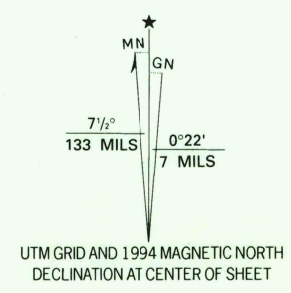 ★
MN
GN
7½°
133 MILS
0°22'
7 MILS
UTM GRID AND 1994 MAGNETIC NORTH
DECLINATION AT CENTER OF SHEET